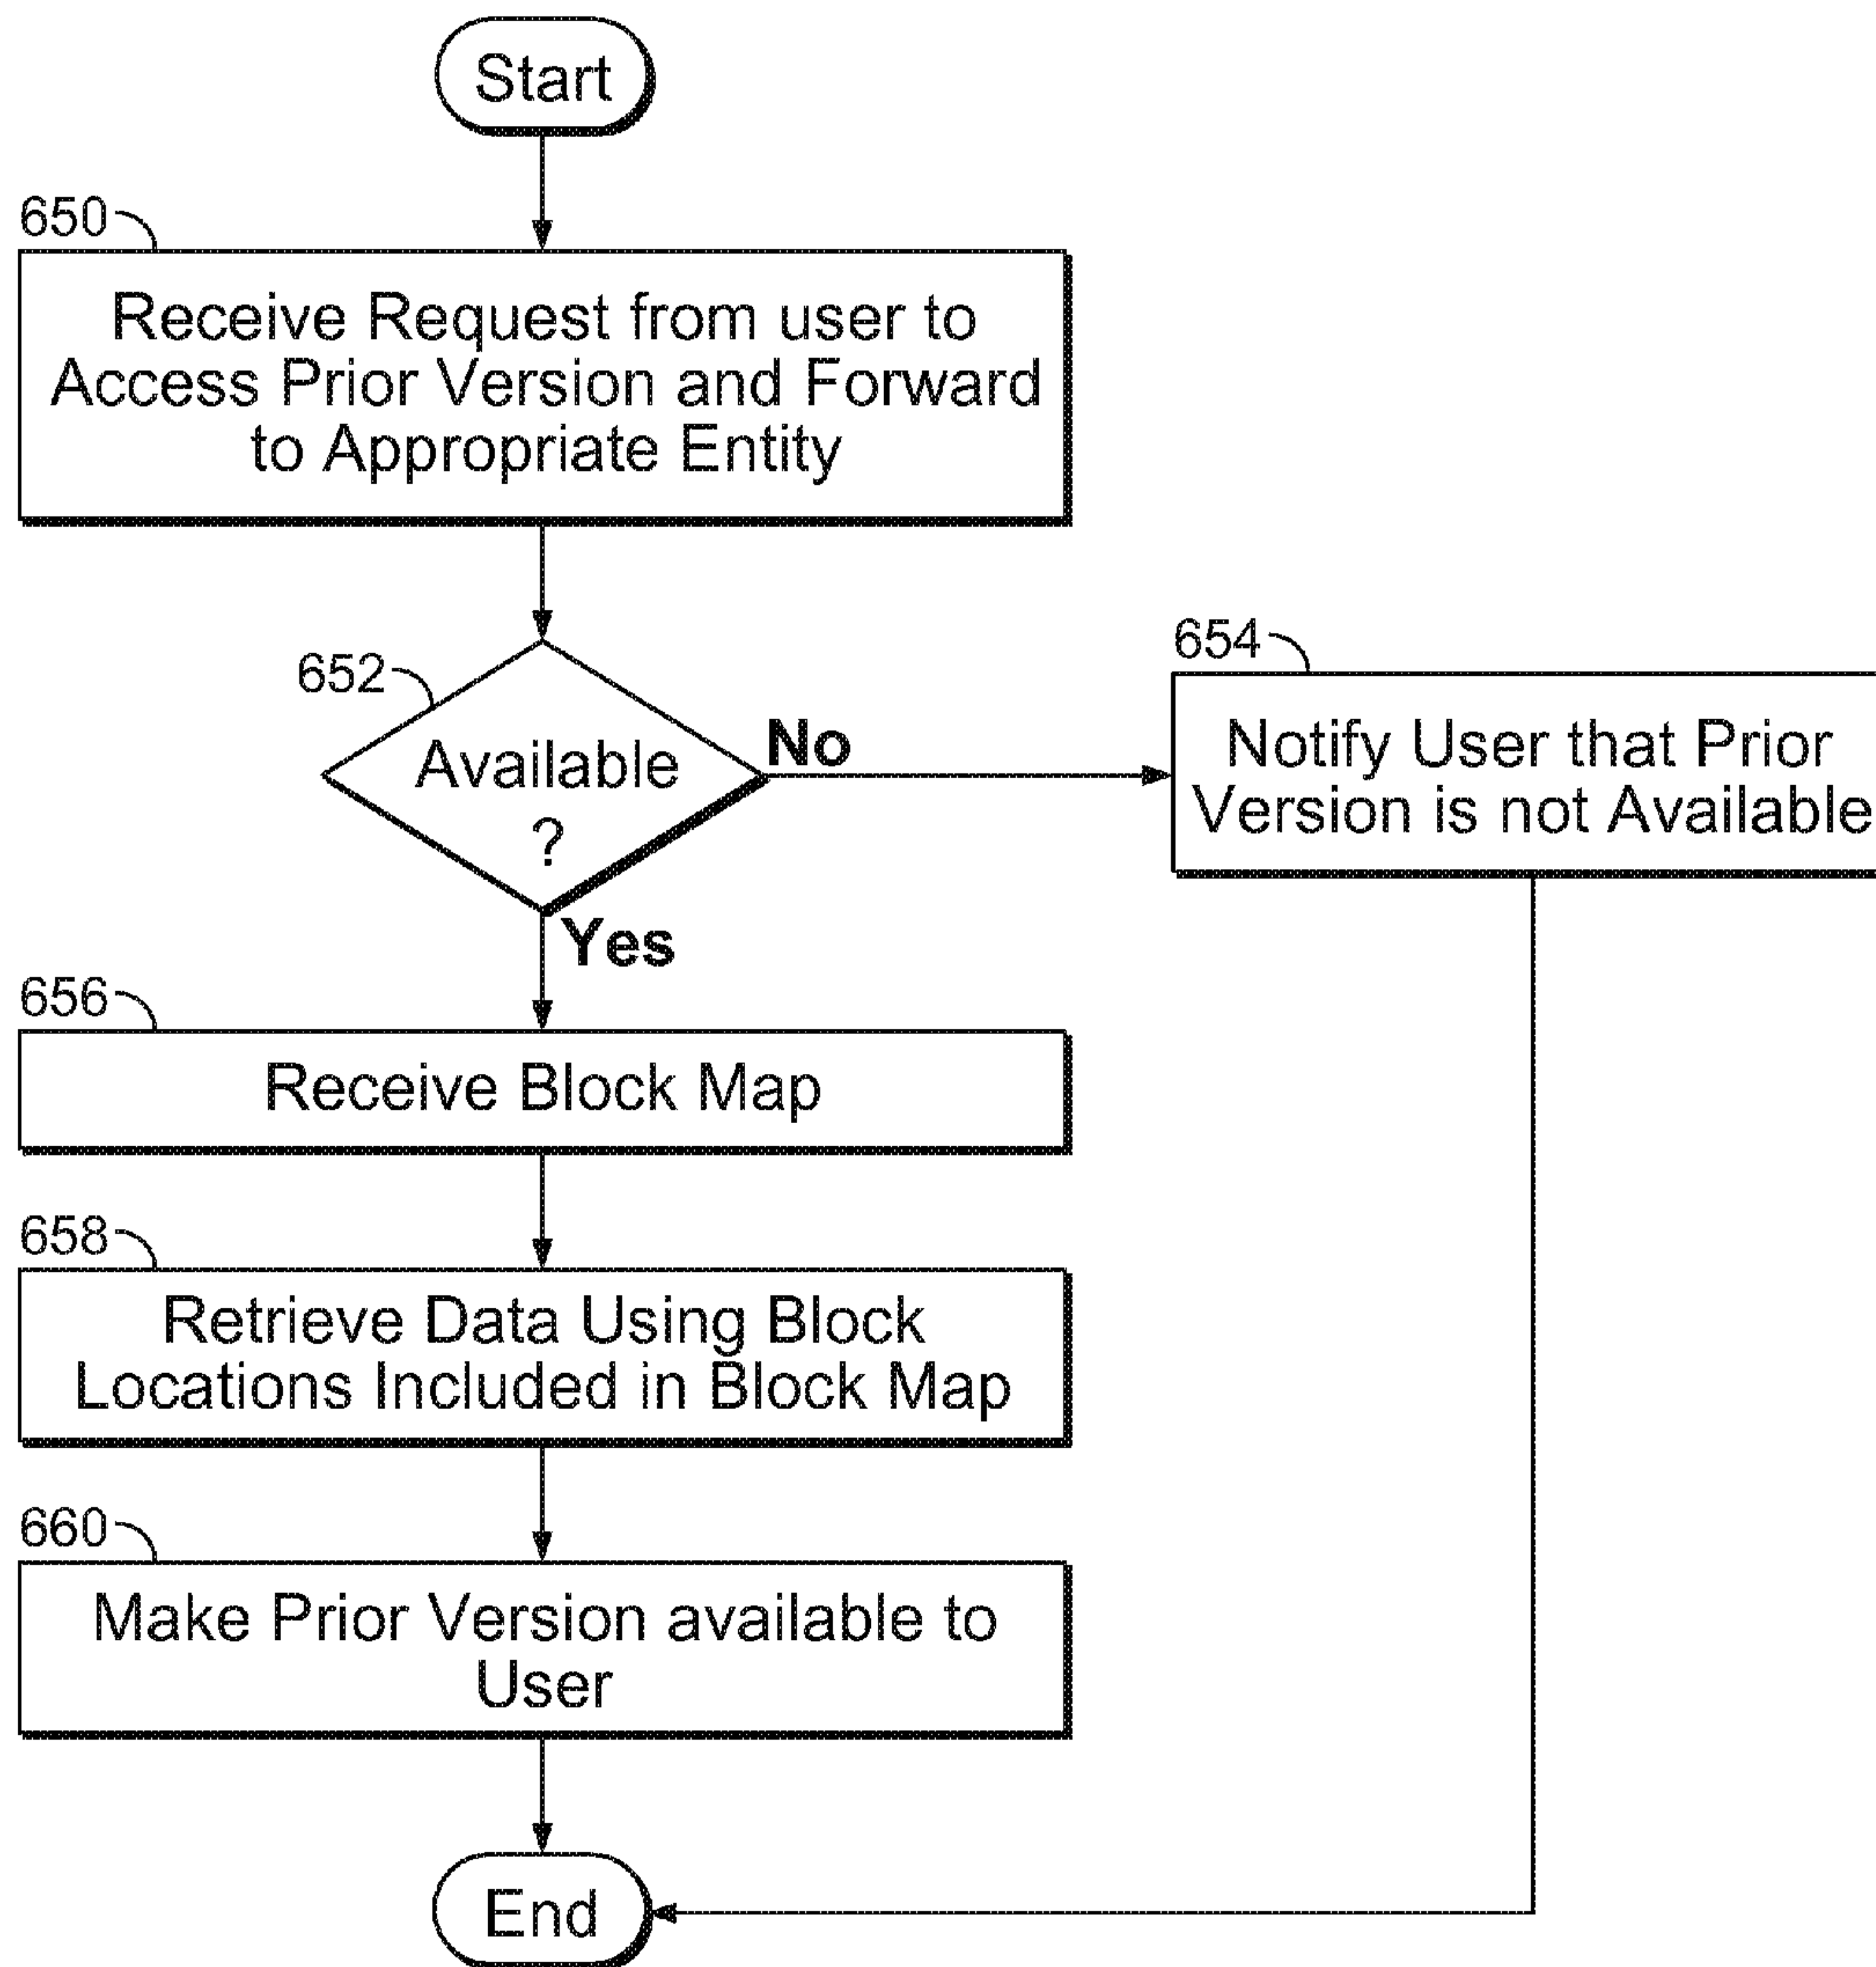 Start
650
Receive Request from user to
Access Prior Version and Forward
to Appropriate Entity
652
Available
?
No
654
Notify User that Prior
Version is not Available
Yes
656
Receive Block Map
658
Retrieve Data Using Block
Locations Included in Block Map
660
Make Prior Version available to
User
End